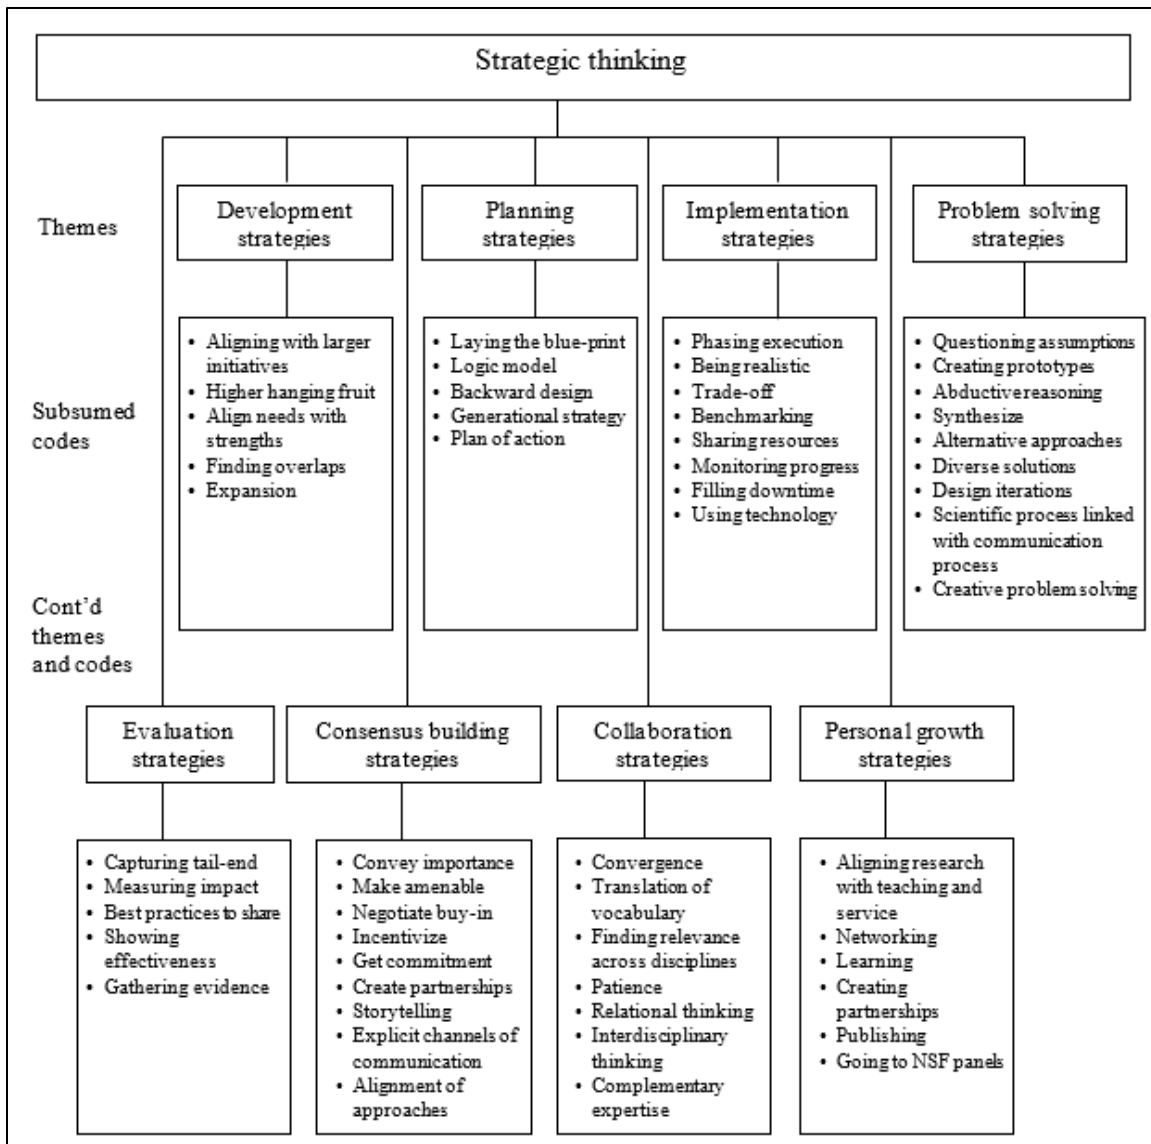 Strategic thinking
Themes
Development
strategies
Planning
strategies
Implementation
strategies
Problem solving
strategies
Subsumed
codes
• Aligning with larger
initiatives
• Higher hanging fruit
• Align needs with
strengths
• Finding overlaps
• Expansion
• Laying the blue-print
• Logic model
• Backward design
• Generational strategy
• Plan of action
• Phasing execution
• Being realistic
• Trade-off
• Benchmarking
• Sharing resources
• Monitoring progress
• Filling downtime
• Using technology
• Questioning assumptions
• Creating prototypes
• Abductive reasoning
• Synthesize
• Alternative approaches
• Diverse solutions
• Design iterations
• Scientific process linked
with communication
process
• Creative problem solving
Cont'd
themes
and codes
Evaluation
strategies
Consensus building
strategies
Collaboration
strategies
Personal growth
strategies
• Capturing tail-end
• Measuring impact
• Best practices to share
• Showing
effectiveness
• Gathering evidence
• Convey importance
• Make amenable
• Negotiate buy-in
• Incentivize
• Get commitment
• Create partnerships
• Storytelling
• Explicit channels of
communication
• Alignment of
approaches
• Convergence
• Translation of
vocabulary
• Finding relevance
across disciplines
• Patience
• Relational thinking
• Interdisciplinary
thinking
• Complementary
expertise
• Aligning research
with teaching and
service
• Networking
• Learning
• Creating
partnerships
• Publishing
• Going to NSF panels